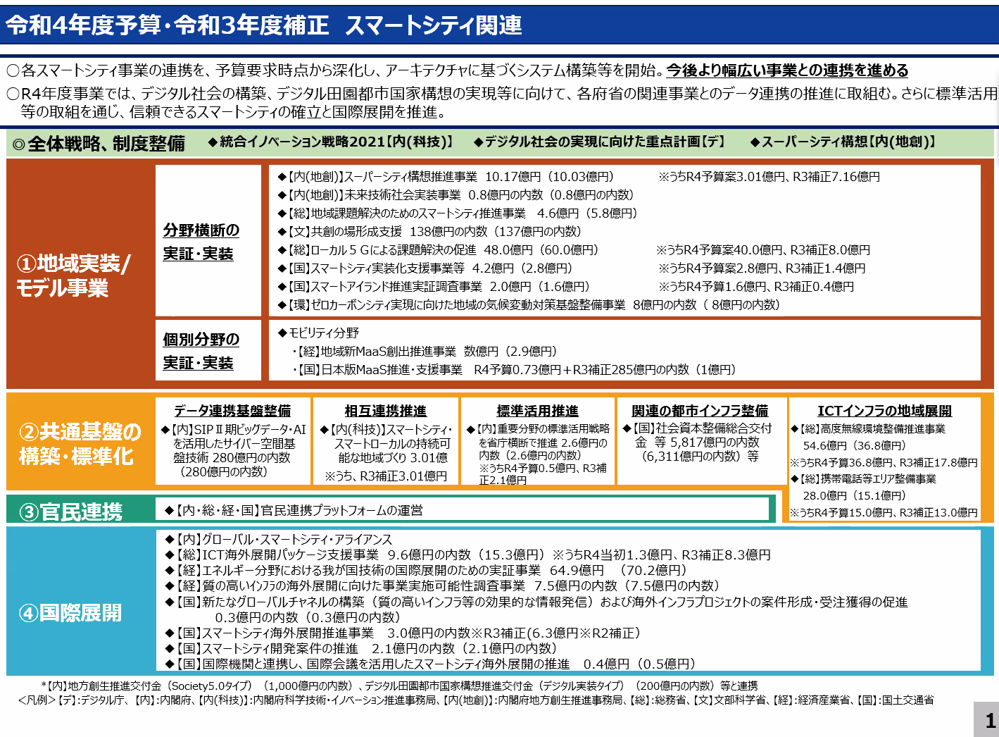 令和4年度予算・令和3年度補正　スマートシティ関連
○各スマートシティ事業の連携を、予算要求時点から深化し、アーキテクチャに基づくシステム構築等を開始。今後より幅広い事業との連携を進める
○R4年度事業では、デジタル社会の構築、デジタル田園都市国家構想の実現等に向けて、各府省の関連事業とのデータ連携の推進に取組む。さらに標準活用
等の取組を通じ、信頼できるスマートシティの確立と国際展開を推進。
◎全体戦略、制度整備　◆統合イノベーション戦略2021【内(科技)】　◆デジタル社会の実現に向けた重点計画【デ】　◆スーパーシティ構想【内(地創)】
①地域実装/
モデル事業
分野横断の
実証・実装
◆【内(地創)】スーパーシティ構想推進事業 10.17億円（10.03億円）　※うちR4予算案3.01億円、R3補正7.16億円
◆【内(地創)】未来技術社会実装事業 0.8億円の内数（0.8億円の内数）
◆【総】地域課題解決のためのスマートシティ推進事業 4.6億円（5.8億円）
◆【文】共創の場形成支援 138億円の内数（137億円の内数）
◆【総】ローカル５Ｇによる課題解決の促進 48.0億円（60.0億円）　※うちR4予算案40.0億円、R3補正8.0億円
◆【国】スマートシティ実装化支援事業等 4.2億円（2.8億円）　※うちR4予算案2.8億円、R3補正1.4億円
◆【国】スマートアイランド推進実証調査事業 2.0億円（1.6億円）　※うちR4予算1.6億円、R3補正0.4億円
◆【環】ゼロカーボンシティ実現に向けた地域の気候変動対策基盤整備事業 8億円の内数（ 8億円の内数）
個別分野の
実証・実装
◆モビリティ分野
・【経】地域新MaaS創出推進事業 数億円（2.9億円）
・【国】日本版MaaS推進・支援事業　R4予算0.73億円＋R3補正285億円の内数（1億円）
②共通基盤の
構築・標準化
データ連携基盤整備
◆【内】SIPⅡ期ビッグデータ・AI
を活用したサイバー空間基
盤技術 280億円の内数
（280億円の内数）
相互連携推進
◆【内(科技)】スマートシティ・
スマートローカルの持続可
能な地域づくり 3.01億
※うち、R3補正3.01億円
標準活用推進
◆【内】重要分野の標準活用戦略
を省庁横断で推進 2.6億円の
内数（2.6億円の内数）
※うちR4予算0.5億円、R3補
正2.1億円
関連の都市インフラ整備
◆【国】社会資本整備総合交付
金 等 5,817億円の内数
（6,311億円の内数）等
ICTインフラの地域展開
◆【総】高度無線環境整備推進事業
54.6億円（36.8億円）
※うちR4予算36.8億円、R3補正17.8億円
◆【総】携帯電話等エリア整備事業
28.0億円（15.1億円）
※うちR4予算15.0億円、R3補正13.0億円
③官民連携
◆【内・総・経・国】官民連携プラットフォームの運営
④国際展開
◆【内】グローバル・スマートシティ・アライアンス
◆【総】ICT海外展開パッケージ支援事業 9.6億円の内数（15.3億円）※うちR4当初1.3億円、R3補正8.3億円
◆【経】エネルギー分野における我が国技術の国際展開のための実証事業 64.9億円 （70.2億円）
◆【経】質の高いインフラの海外展開に向けた事業実施可能性調査事業 7.5億円の内数（7.5億円の内数）
◆【国】新たなグローバルチャネルの構築（質の高いインフラ等の効果的な情報発信）および海外インフラプロジェクトの案件形成・受注獲得の促進
0.3億円の内数（0.3億円の内数）
◆【国】スマートシティ海外展開推進事業 3.0億円の内数※R3補正(6.3億円※R2補正）
◆【国】スマートシティ開発案件の推進 2.1億円の内数（2.1億円の内数）
◆【国】国際機関と連携し、国際会議を活用したスマートシティ海外展開の推進 0.4億円（0.5億円）
*【内】地方創生推進交付金（Society5.0タイプ）（1,000億円の内数）、デジタル田園都市国家構想推進交付金（デジタル実装タイプ）（200億円の内数）等と連携
＜凡例＞【デ】:デジタル庁、【内】:内閣府、【内(科技)】:内閣府科学技術・イノベーション推進事務局、【内(地創)】:内閣府地方創生推進事務局、【総】:総務省、【文】文部科学省、【経】:経済産業省、【国】:国土交通省
1